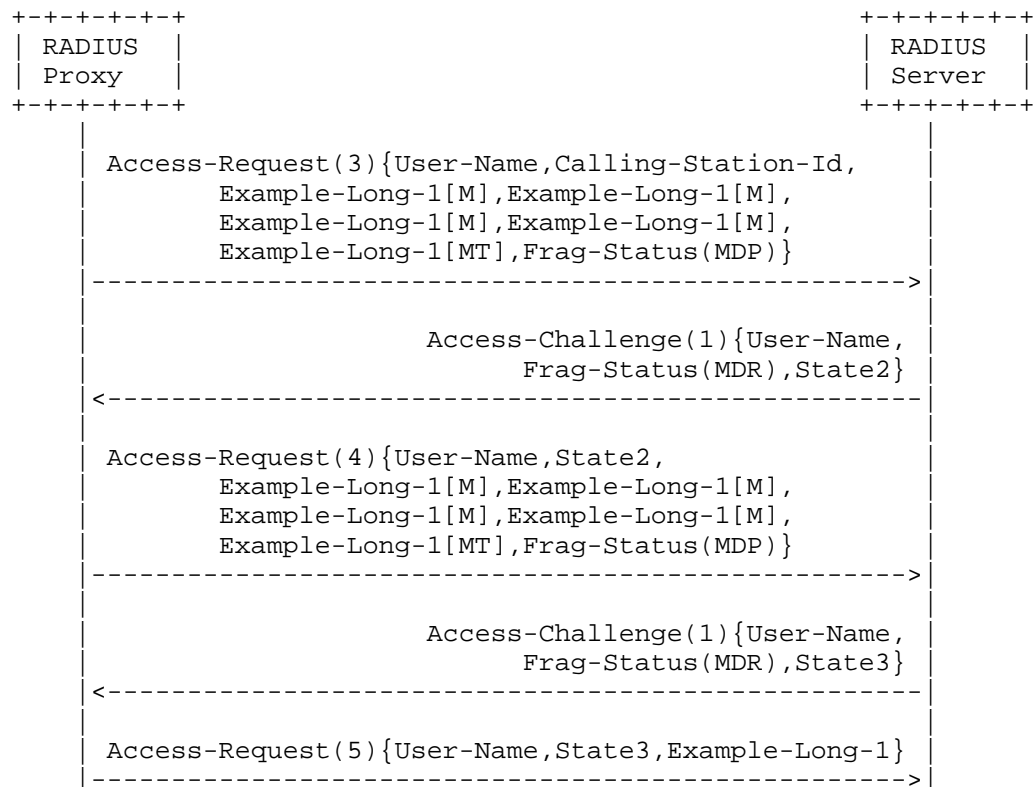 +-+-+-+-+-+ +-+-+-+-+-+
| RADIUS | | RADIUS |
| Proxy | | Server |
+-+-+-+-+-+ +-+-+-+-+-+
Access-Request(3){User-Name,Calling-Station-Id,
Example-Long-1[M],Example-Long-1[M],
Example-Long-1[M],Example-Long-1[M],
Example-Long-1[MT],Frag-Status(MDP)}
Access-Challenge(1){User-Name,
Frag-Status(MDR),State2}
Access-Request(4){User-Name,State2,
Example-Long-1[M],Example-Long-1[M],
Example-Long-1[M],Example-Long-1[M],
Example-Long-1[MT],Frag-Status(MDP)}
Access-Challenge(1){User-Name,
Frag-Status(MDR),State3}
Access-Request(5){User-Name,State3,Example-Long-1}